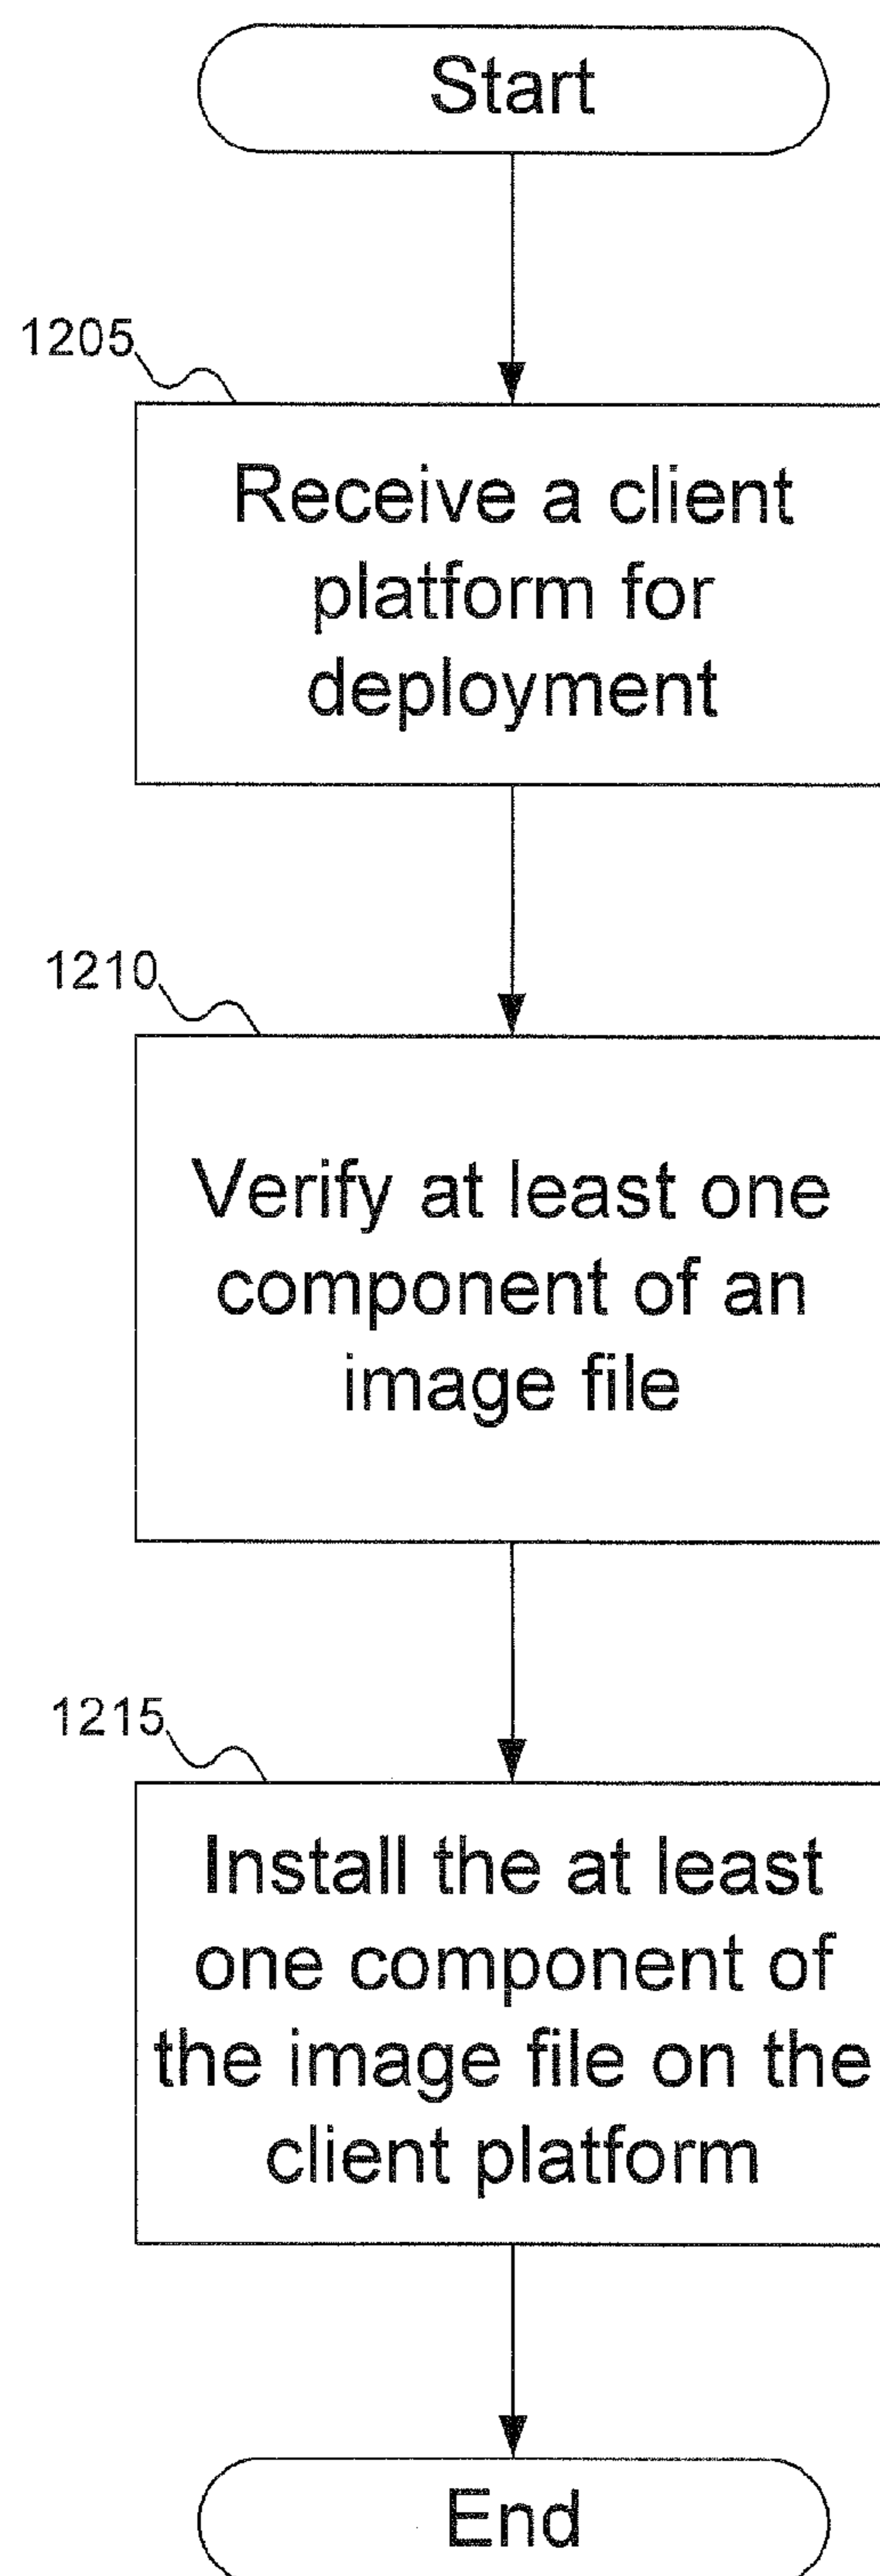 Start
1205
Receive a client
platform for
deployment
1210
Verify at least one
component of an
image file
1215
Install the at least
one component of
the image file on the
client platform
End